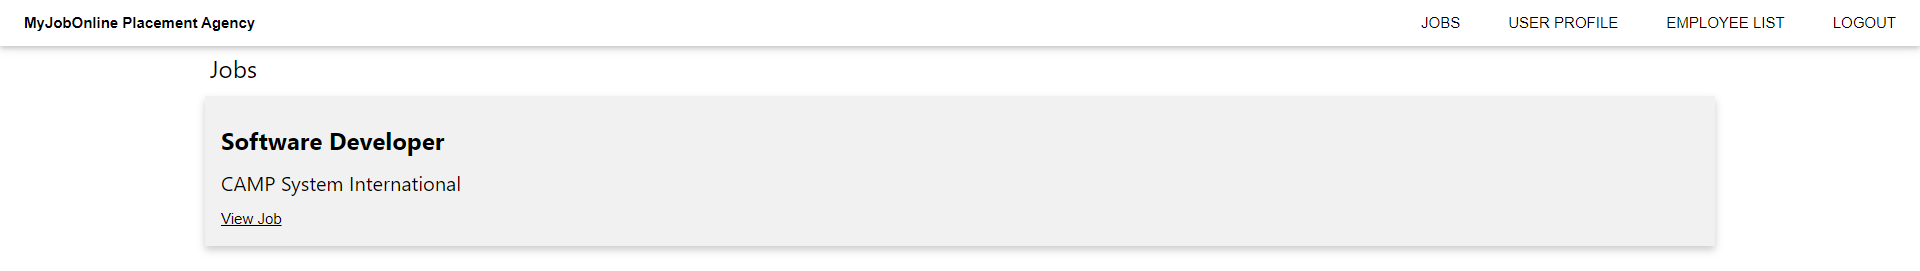 MyJobOnline Placement Agency JOBS USER PROFILE EMPLOYEE LIST LOGOUT
Jobs
Software Developer
CAMP System International
View Job